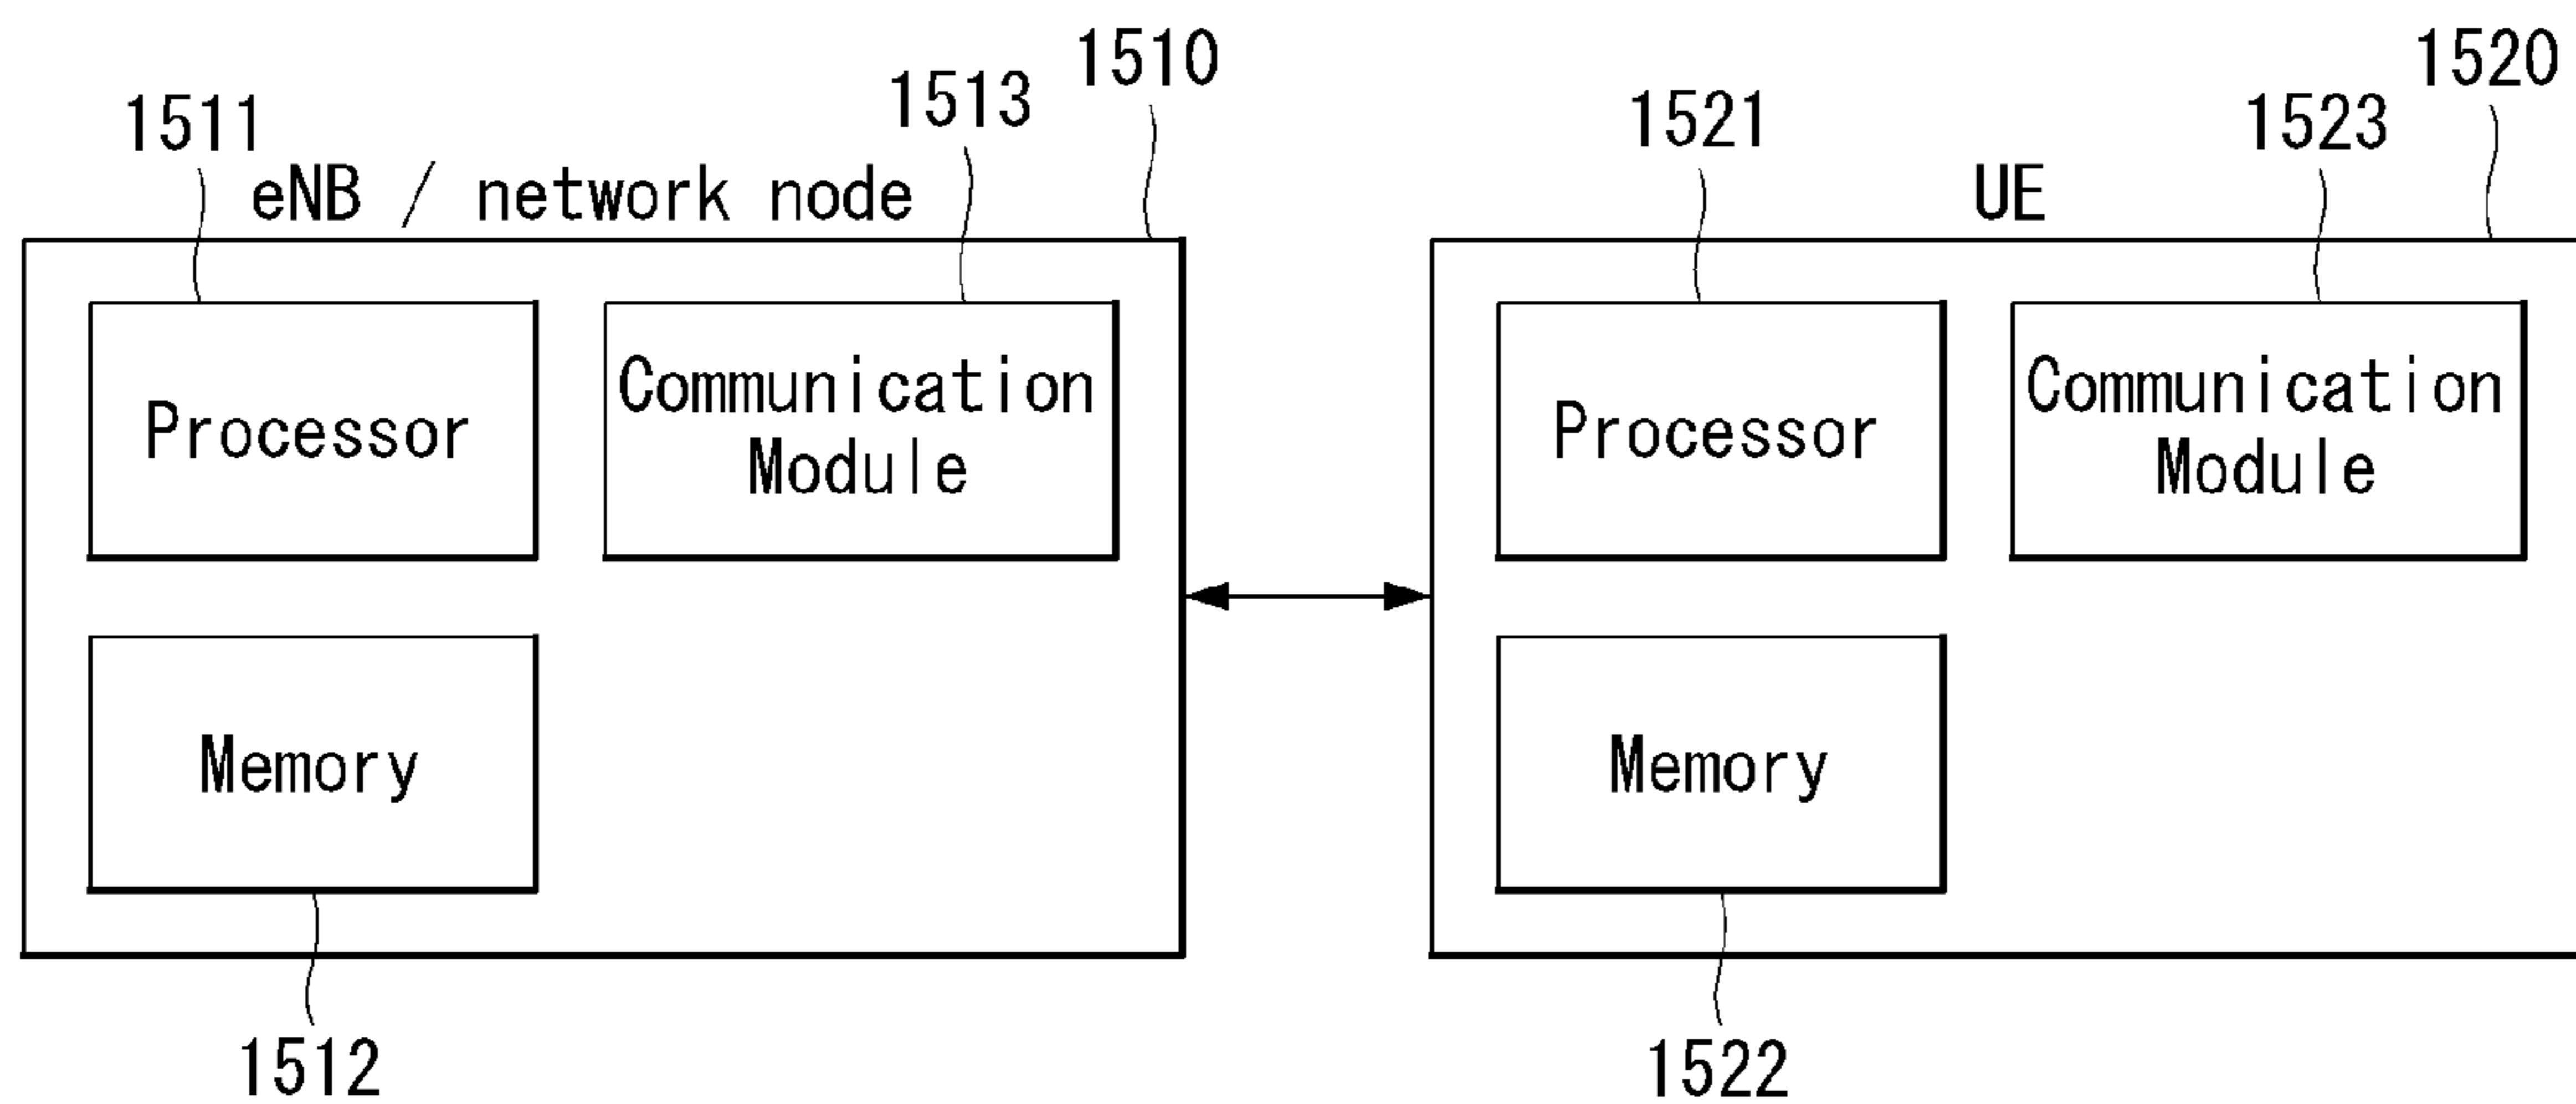 1510
1520
1511
1513
1521
1523
eNB / network node
UE
Processor
Communication
Module
Processor
Communication
Module
Memory
Memory
1512
1522